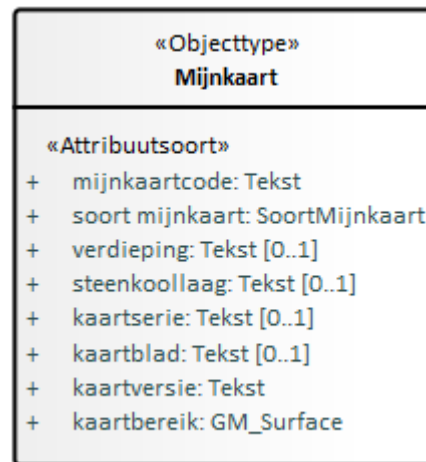 «Objecttype»
Mijnkaart
«Attribuutsoort»
+ mijnkaartcode: Tekst
+ soort mijnkaart: SoortMijnkaart
+ verdieping: Tekst [0..1]
+ steenkoollaag: Tekst [0..1]
+ kaartserie: Tekst [0..1]
+ kaartblad: Tekst [0..1]
+ kaartversie: Tekst
+ kaartbereik: GM_Surface